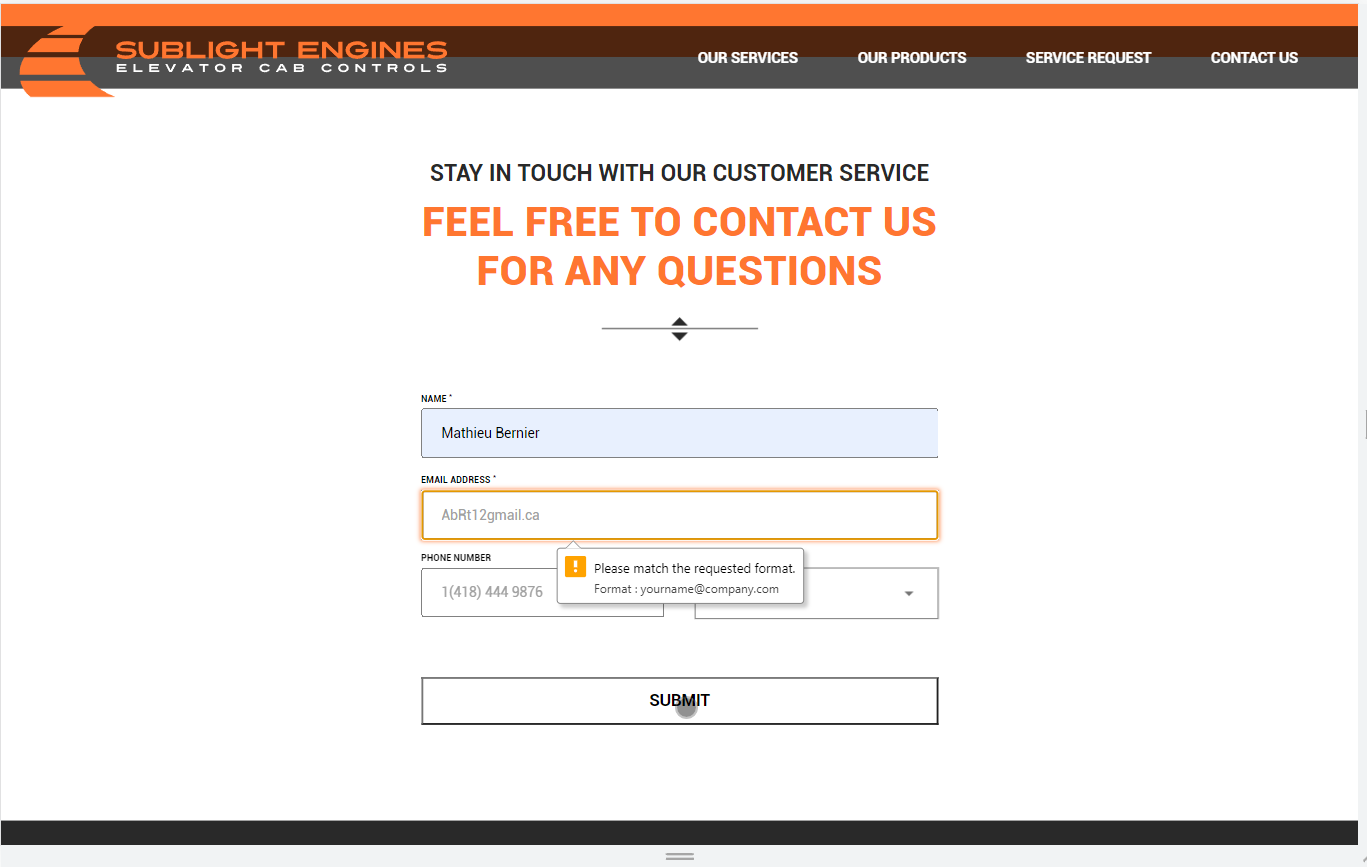 SUBLIGHT ENGINES
ELEVATOR CAB CONTROLS
OUR SERVICES
OUR PRODUCTS
SERVICE REQUEST
CONTACT US
STAY IN TOUCH WITH OUR CUSTOMER SERVICE
FEEL FREE TO CONTACT US
FOR ANY QUESTIONS
NAME *
Mathieu Bernier
EMAIL ADDRESS *
AbRt12gmail.ca
PHONE NUMBER
! Please match the requested format.
Format : yourname@company.com
1(418) 444 9876
SUBMIT